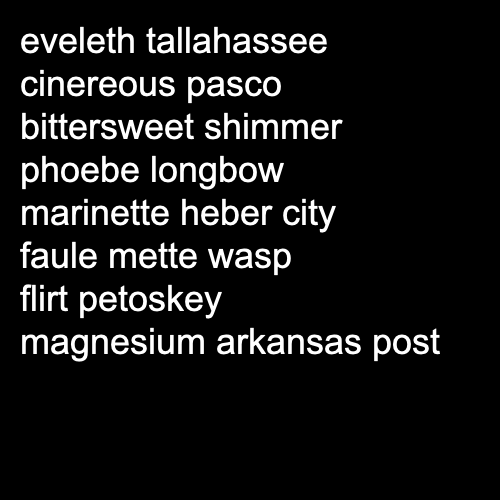 eveleth tallahassee
cinereous pasco
bittersweet shimmer
phoebe longbow
marinette heber city
faule mette wasp
flirt petoskey
magnesium arkansas post